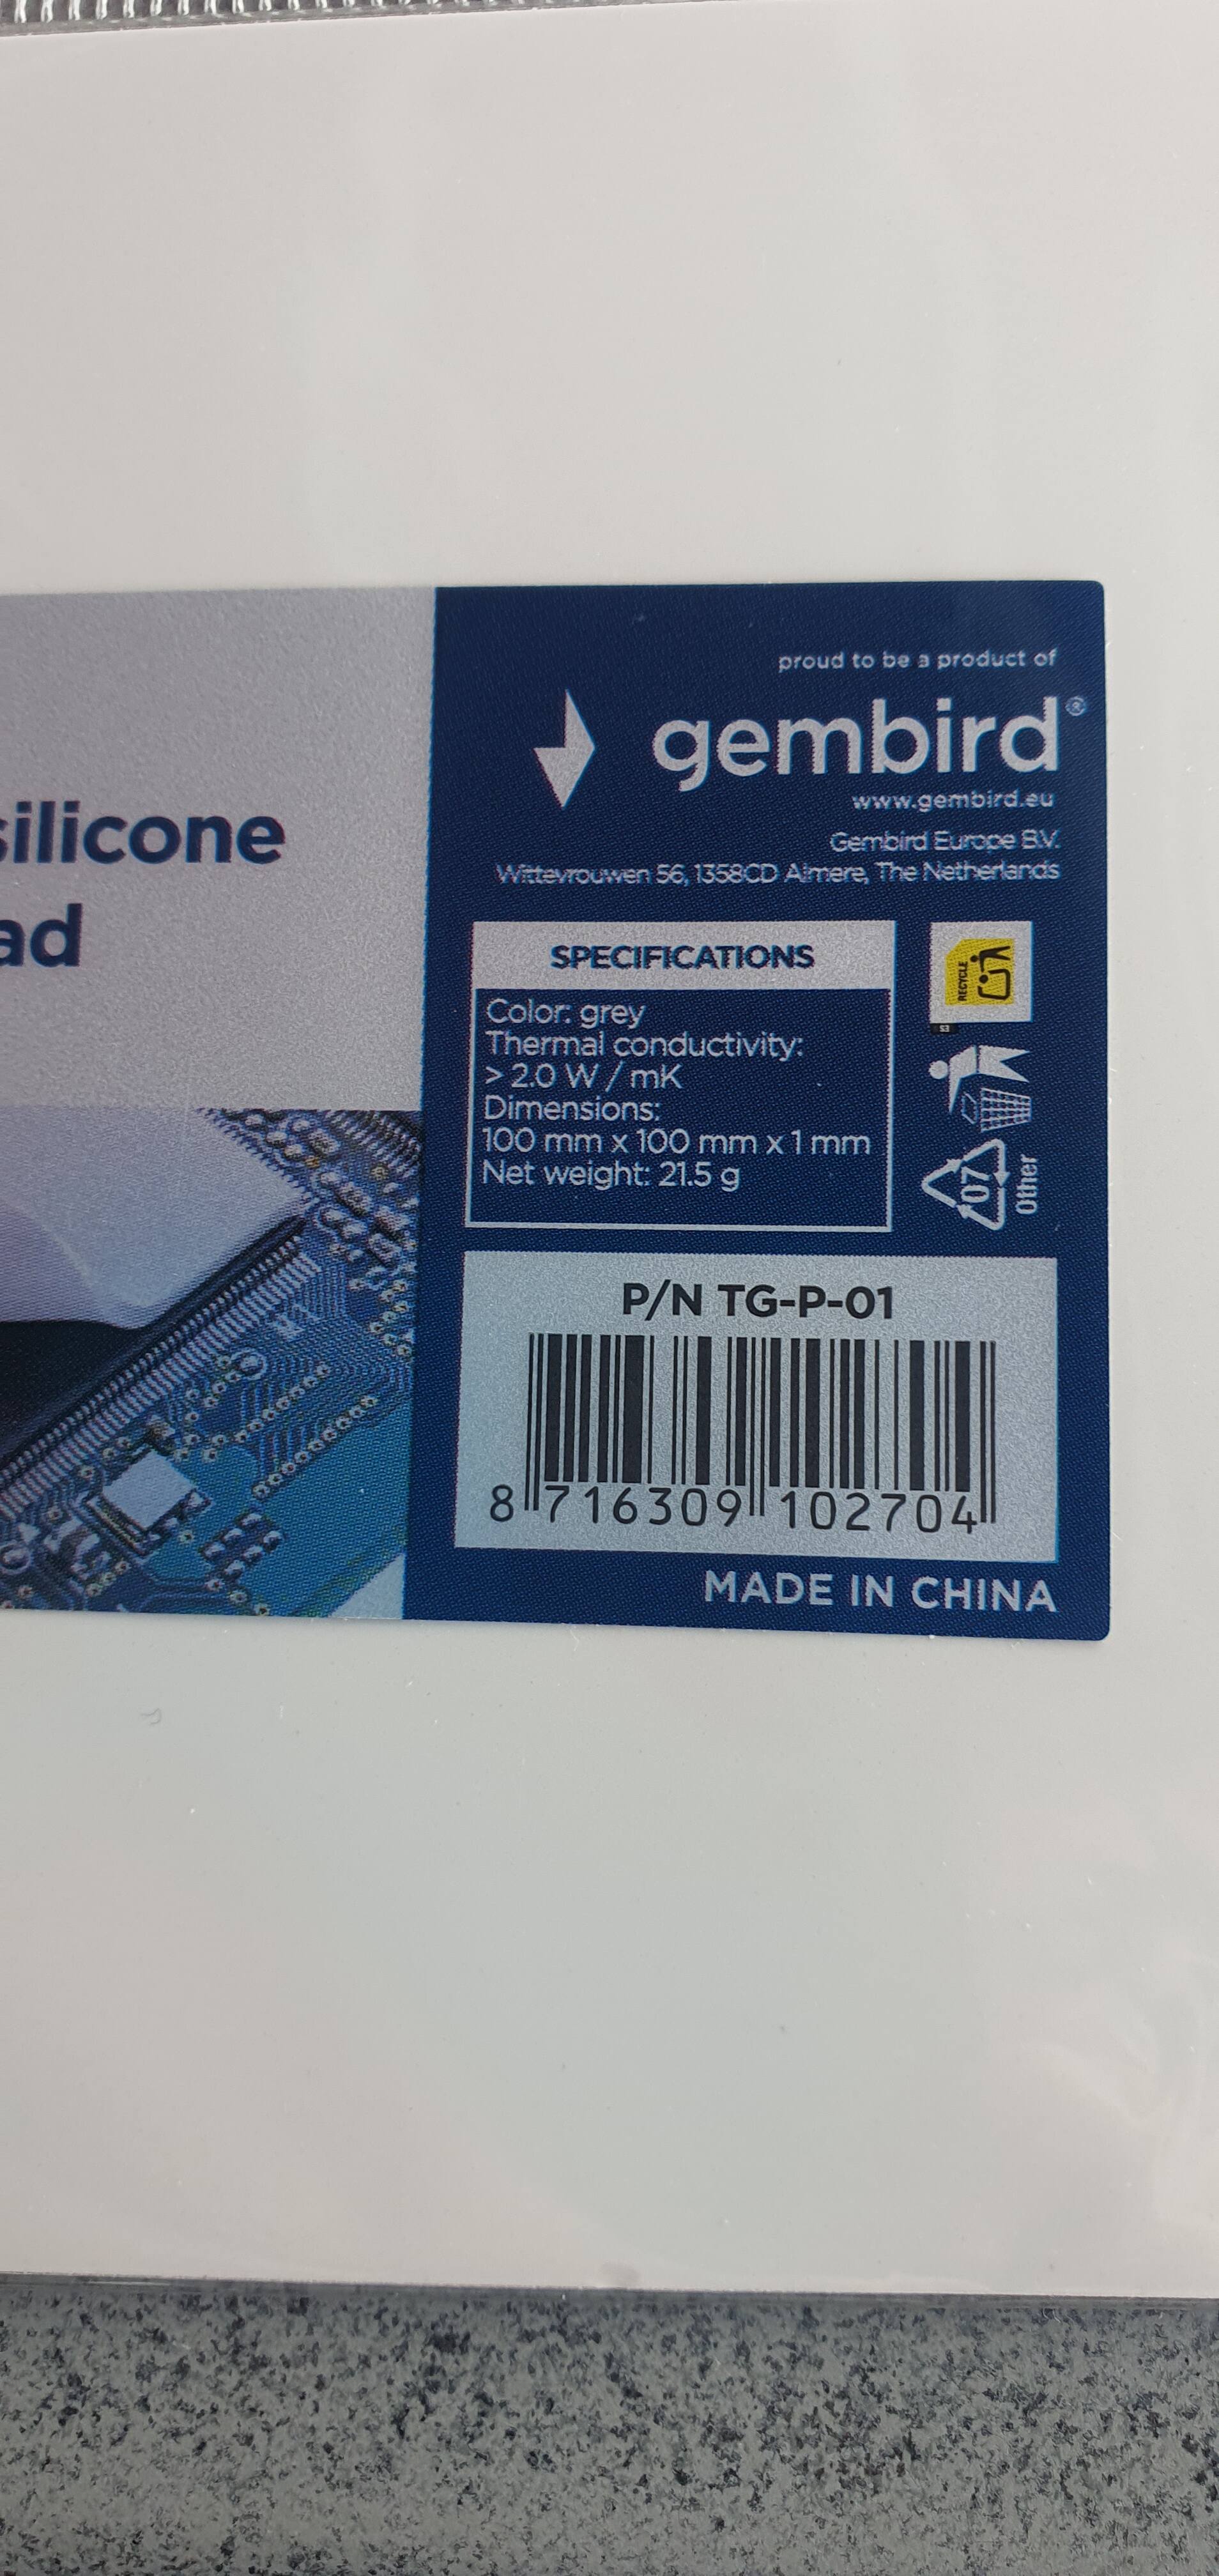 silicone
ad
proud to be a product of
gembird®
www.gembird.eu
Gembird Europe B.V.
Wittevrouwen 56, 1358CD Almere, The Netherlands
SPECIFICATIONS
Color: grey
Thermal conductivity:
> 2.0 W / mK
Dimensions:
100 mm x 100 mm x 1 mm
Net weight: 21.5 g
RECYCLE
07
Other
P/N TG-P-01
8 716309 102704
MADE IN CHINA